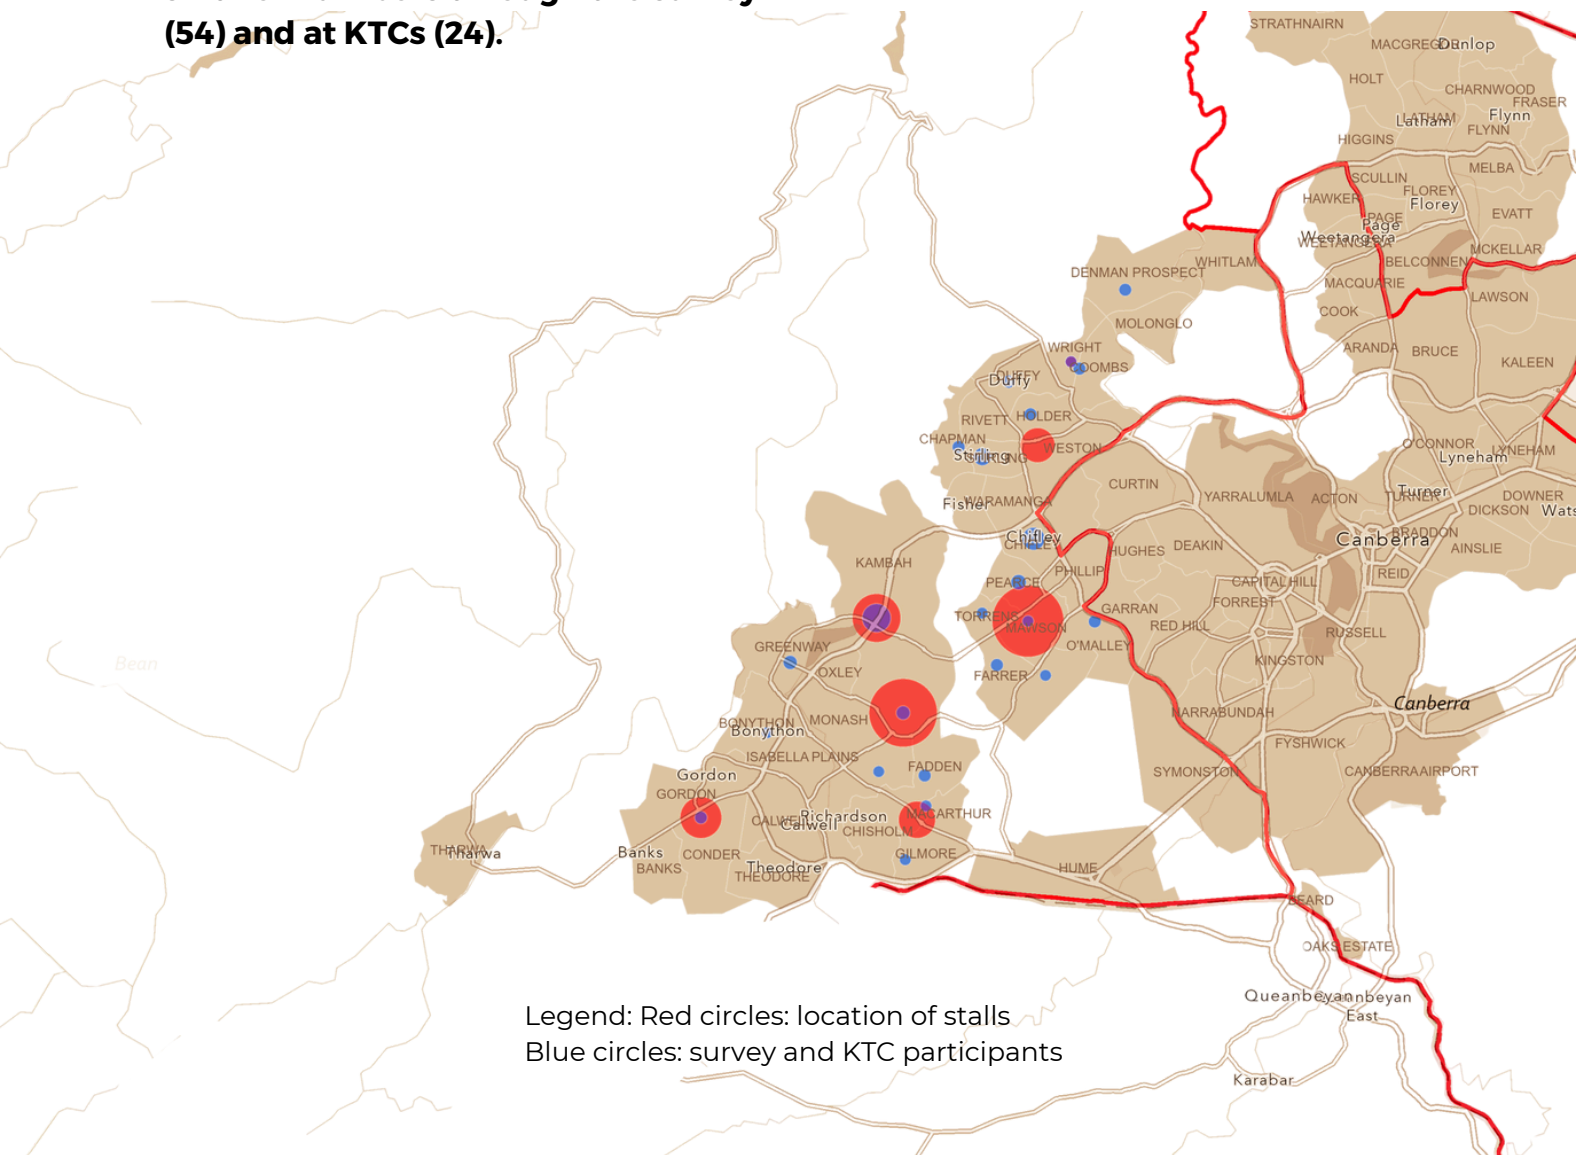 (54) and at KTCs (24).
STRATHNAIRN
MACGREGOR
Dunlop
HOLT
CHARNWOOD
FRASER
LATHAM
Latham
Flynn
FLYNN
HIGGINS
MELBA
SCULLIN
FLOREY
Florey
HAWKER
PAGE
Page
EVATT
WEETANGERA
Weetangera
MCKELLAR
BELCONNEN
WHITLAM
DENMAN PROSPECT
MACQUARIE
LAWSON
COOK
MOLONGLO
ARANDA
BRUCE
WRIGHT
KALEEN
COOMBS
DUFFY
Duffy
RIVETT
HOLDER
CHAPMAN
WESTON
O'CONNOR
LYNEHAM
Lyneham
STIRLING
Stirling
CURTIN
YARRALUMLA
ACTON
TURNER
Turner
DOWNER
DICKSON
Wats
Fisher
WARAMANGA
BRADDON
Canberra
AINSLIE
Chifley
CHIFLEY
HUGHES
DEAKIN
KAMBAH
PHILLIP
REID
PEARCE
CAPITAL HILL
FORREST
GARRAN
TORRENS
MAWSON
RED HILL
RUSSELL
O'MALLEY
GREENWAY
KINGSTON
Bean
OXLEY
FARRER
Canberra
NARRABUNDAH
MONASH
BONYTHON
Bonython
FYSHWICK
ISABELLA PLAINS
FADDEN
SYMONSTON
CANBERRA AIRPORT
Gordon
GORDON
MACARTHUR
Richardson
CALWELL
Calwell
CHISHOLM
THARWA
Tharwa
Banks
BANKS
CONDER
GILMORE
Theodore
THEODORE
HUME
BEARD
OAKS ESTATE
Queanbeyan
Queanbeyan
East
Legend: Red circles: location of stalls
Blue circles: survey and KTC participants
Karabar